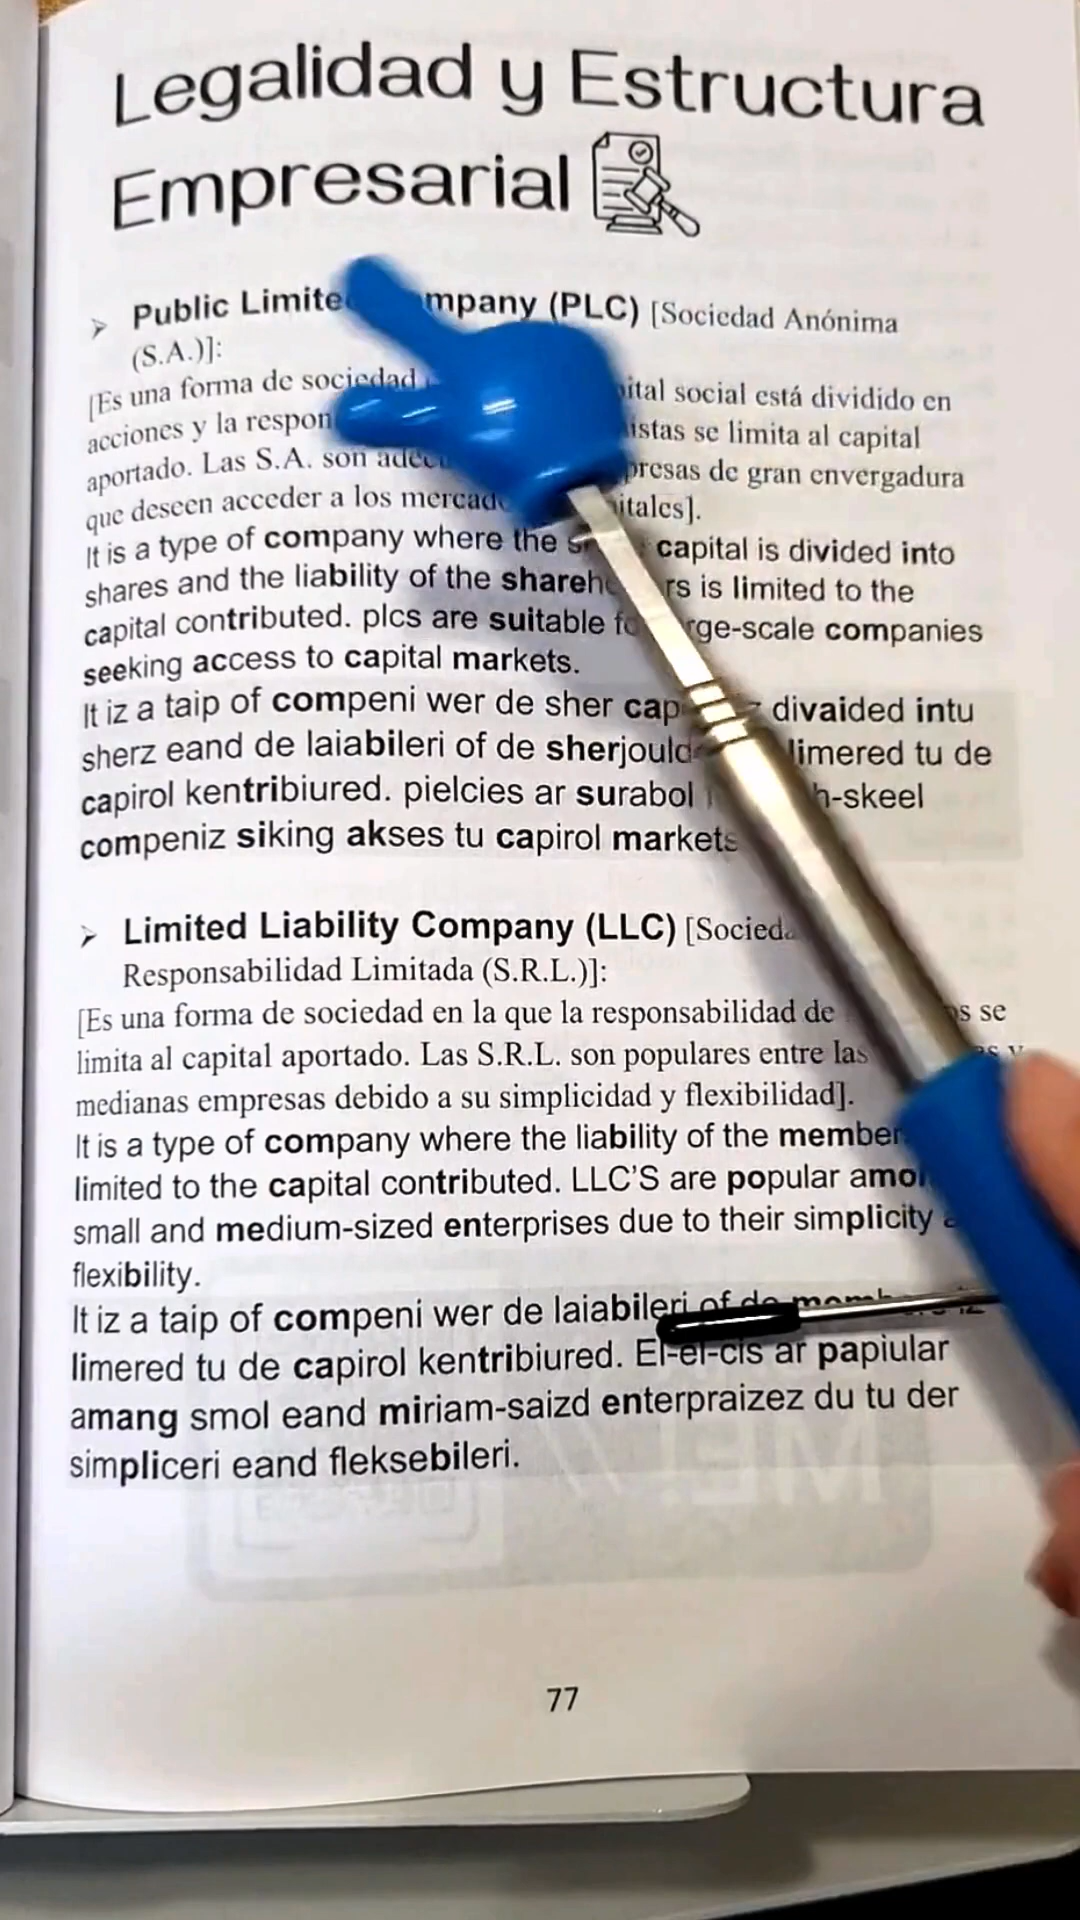 Legalidad y Estructura
Empresarial
➢ Public Limite mpany (PLC) [Sociedad Anónima
(S.A.)]:
[Es una forma de sociedad ital social está dividido en
acciones y la respon istas se limita al capital
aportado. Las S.A. son presas de gran envergadura
que deseen acceder a los itales].
It is a type of company where the capital is divided into
shares and the liability of the rs is limited to the
capital contributed. plcs are suitable rge-scale companies
seeking access to capital markets.
It iz a taip of compeni wer de sher divaided intu
sherz eand de laiabileri of de sherjould limered tu de
capirol kentribiured. pielcies ar surabol h-skeel
compeniz siking akses tu capirol markets
➢ Limited Liability Company (LLC) [Socied
Responsabilidad Limitada (S.R.L.)]:
[Es una forma de sociedad en la que la responsabilidad de s se
limita al capital aportado. Las S.R.L. son populares entre las y
medianas empresas debido a su simplicidad y flexibilidad].
It is a type of company where the liability of the member
limited to the capital contributed. LLC'S are popular
small and medium-sized enterprises due to their simplicity
flexibility.
It iz a taip of compeni wer de laiabileri of de iz
limered tu de capirol kentribiured. El-el-cis ar papiular
amang smol eand miriam-saizd enterpraizez du tu der
simpliceri eand fleksebileri.
77